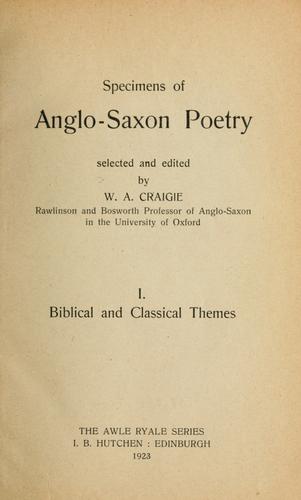 Specimens of
Anglo-Saxon Poetry
selected and edited
by
W. A. CRAIGIE
Rawlinson and Bosworth Professor of Anglo-Saxon
in the University of Oxford
I.
Biblical and Classical Themes
THE AWLE RYALE SERIES
I. B. HUTCHEN : EDINBURGH
1923